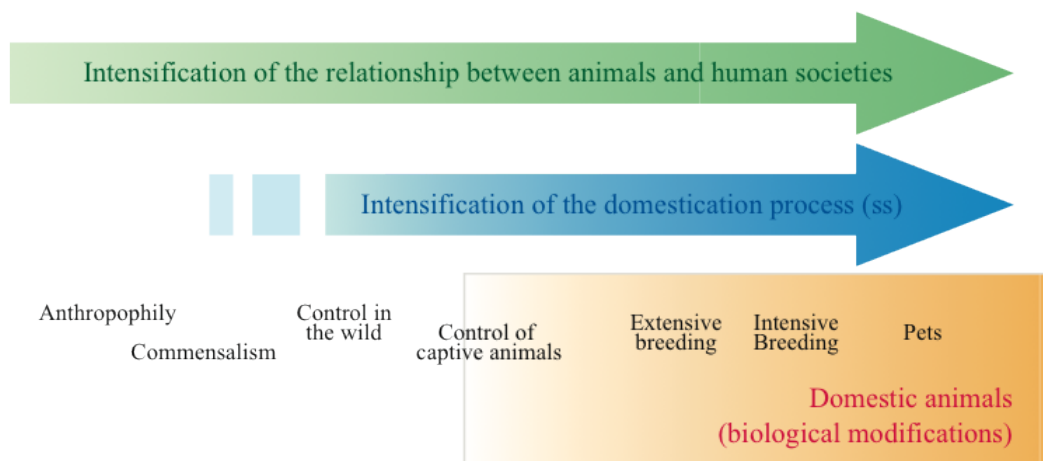 Intensification of the relationship between animals and human societies
Intensification of the domestication process (ss)
Anthropophily
Commensalism
Control in
the wild
Control of
captive animals
Extensive
breeding
Intensive
Breeding
Pets
Domestic animals
(biological modifications)